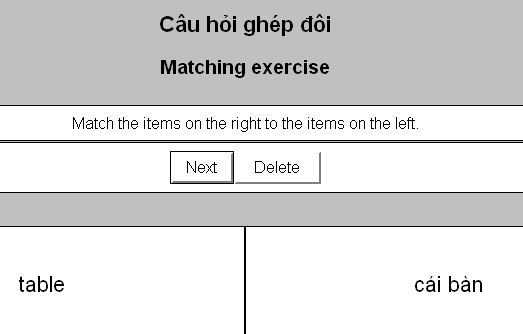 Câu hỏi ghép đôi
Matching exercise
Match the items on the right to the items on the left.
Next Delete
table cái bàn